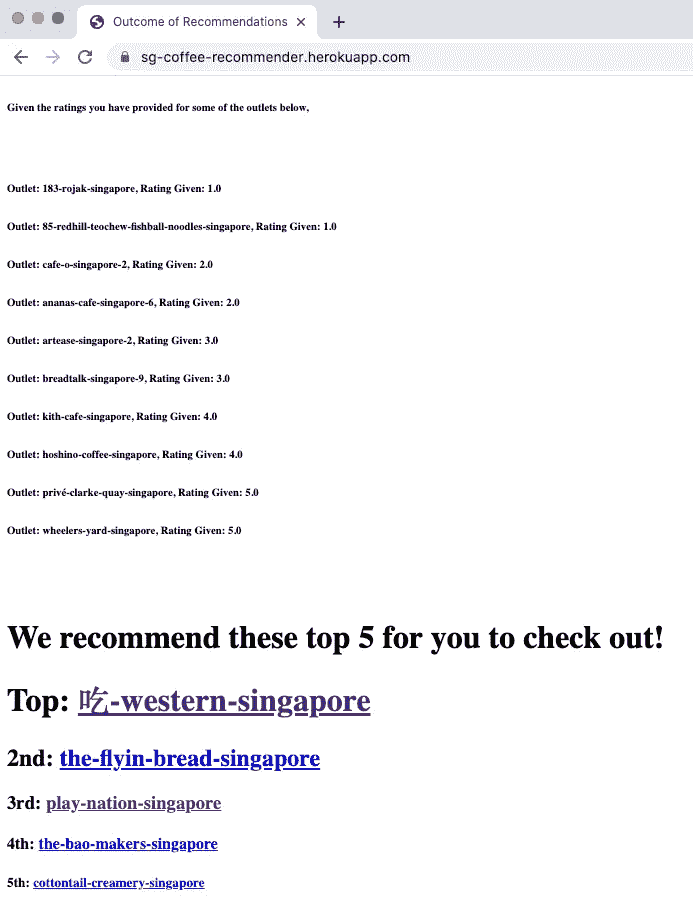 Outcome of Recommendations
sg-coffee-recommender.herokuapp.com
Given the ratings you have provided for some of the outlets below,
Outlet: 183-rojak-singapore, Rating Given: 1.0
Outlet: 85-redhill-teochew-fishball-noodles-singapore, Rating Given: 1.0
Outlet: cafe-o-singapore-2, Rating Given: 2.0
Outlet: ananas-cafe-singapore-6, Rating Given: 2.0
Outlet: artease-singapore-2, Rating Given: 3.0
Outlet: breadtalk-singapore-9, Rating Given: 3.0
Outlet: kith-cafe-singapore, Rating Given: 4.0
Outlet: hoshino-coffee-singapore, Rating Given: 4.0
Outlet: privé-clarke-quay-singapore, Rating Given: 5.0
Outlet: wheelers-yard-singapore, Rating Given: 5.0
We recommend these top 5 for you to check out!
Top: 吃-western-singapore
2nd: the-flyin-bread-singapore
3rd: play-nation-singapore
4th: the-bao-makers-singapore
5th: cottontail-creamery-singapore